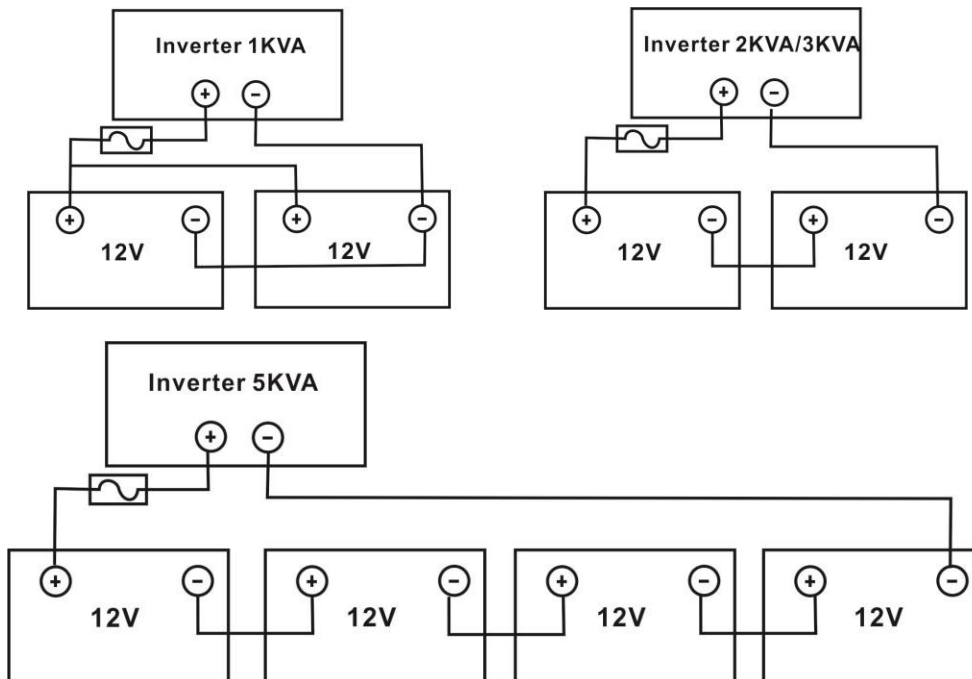 Inverter 1KVA
+ -
+ - + -
12V 12V
Inverter 2KVA/3KVA
+ -
+ - + -
12V 12V
Inverter 5KVA
+ -
+ - + - + - + -
12V 12V 12V 12V